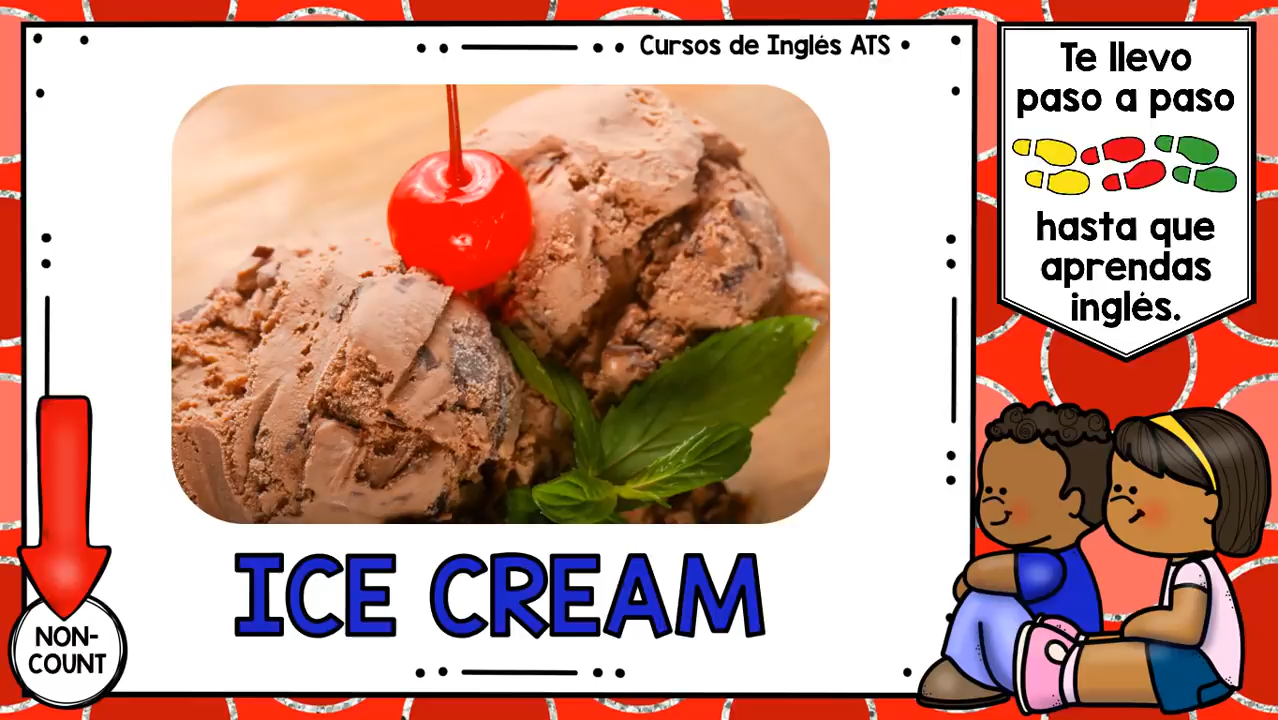 Cursos de Inglés ATS
Te llevo
paso a paso
hasta que
aprendas
inglés.
ICE CREAM
NON-
COUNT